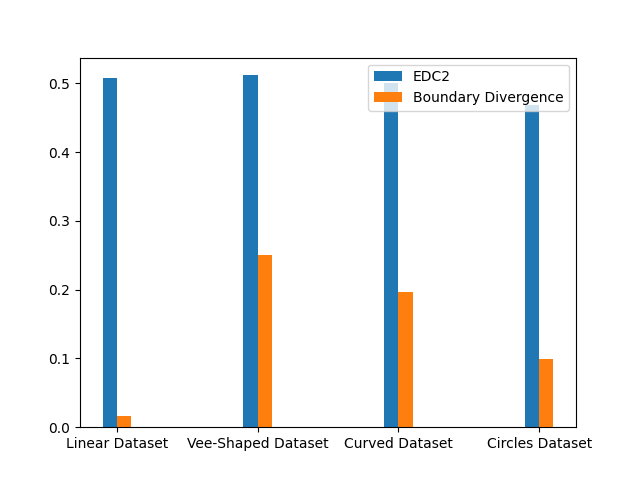 EDC2
Boundary Divergence
0.5
0.4
0.3
0.2
0.1
0.0
Linear Dataset Vee-Shaped Dataset Curved Dataset Circles Dataset